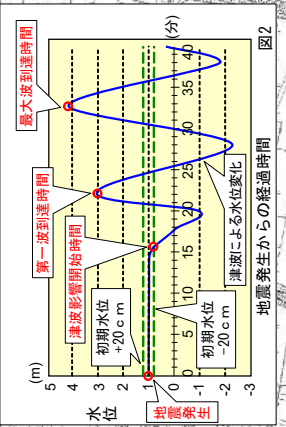 最大波到達時間
第一波到達時間
津波影響開始時間
初期水位
+20cm
(m)
5
4
3
2
1
0
-1
-2
-3
水位
地震
発生
初期水位
-20cm
津波による水位変化
0
5
10
15
20
25
30
35
40
(分)
地震発生からの経過時間
図2